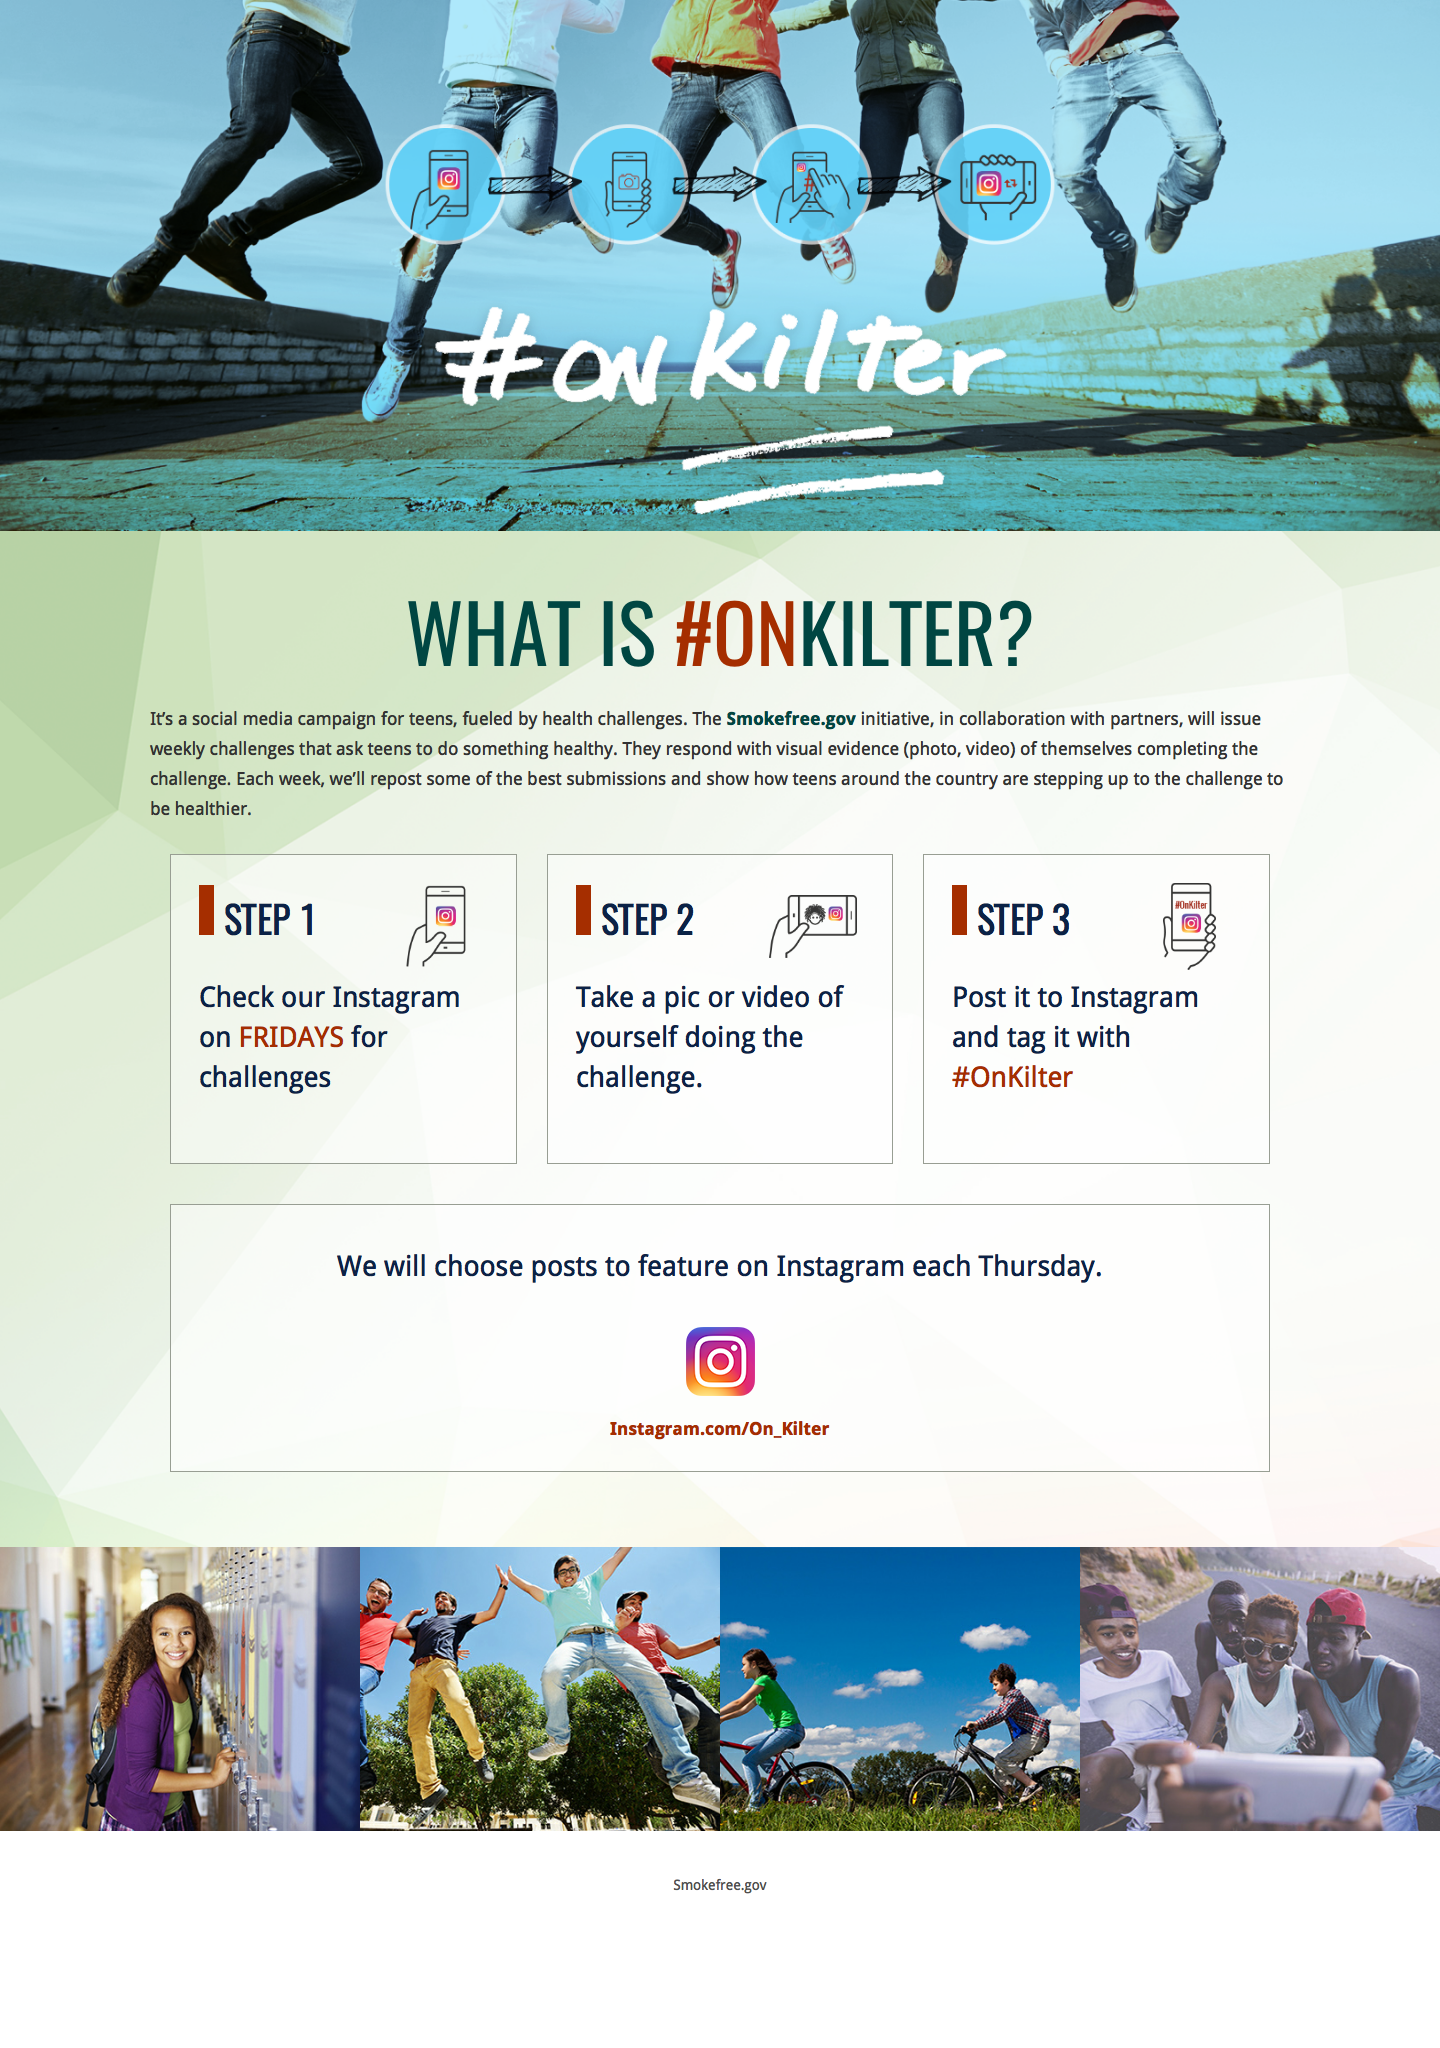 #onKilter
WHAT IS #ONKILTER?
It’s a social media campaign for teens, fueled by health challenges. The Smokefree.gov initiative, in collaboration with partners, will issue
weekly challenges that ask teens to do something healthy. They respond with visual evidence (photo, video) of themselves completing the
challenge. Each week, we’ll repost some of the best submissions and show how teens around the country are stepping up to the challenge to
be healthier.
STEP 1
Check our Instagram
on FRIDAYS for
challenges
STEP 2
Take a pic or video of
yourself doing the
challenge.
#OnKilter
STEP 3
Post it to Instagram
and tag it with
#OnKilter
We will choose posts to feature on Instagram each Thursday.
Instagram.com/On_Kilter
Smokefree.gov